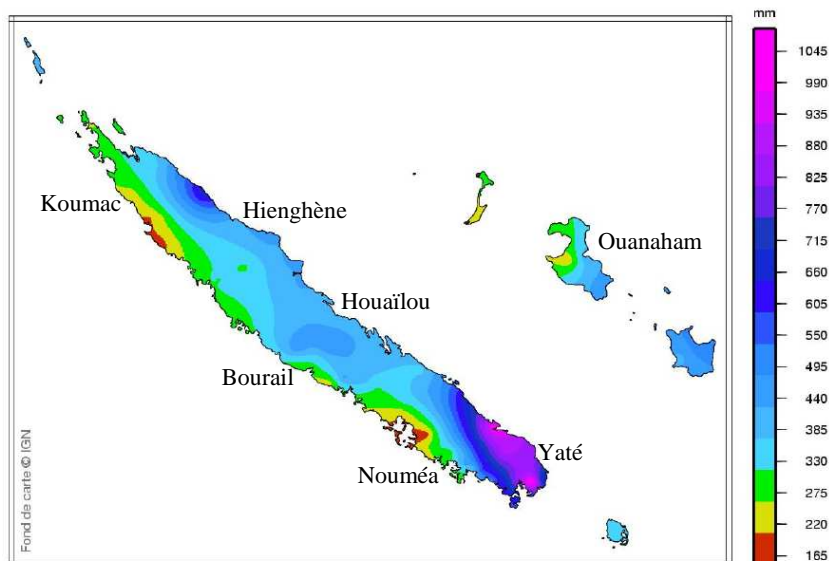 mm
1045
990
935
880
825
770
715
660
605
550
495
440
385
330
275
220
165
Koumac
Hienghène
Ouanaham
Houaïlou
Bourail
Yaté
Nouméa
Fond de carte © IGN